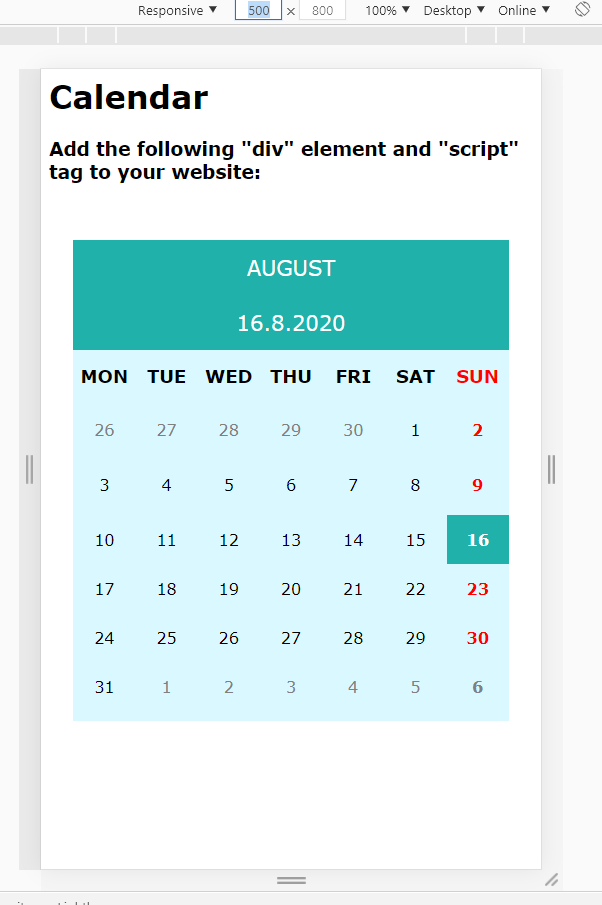 Responsive ▼ 500 × 800 100% ▼ Desktop ▼ Online ▼
Calendar
Add the following "div" element and "script"
tag to your website:
AUGUST
16.8.2020
MON TUE WED THU FRI SAT SUN
26 27 28 29 30 1 2
3 4 5 6 7 8 9
10 11 12 13 14 15 16
17 18 19 20 21 22 23
24 25 26 27 28 29 30
31 1 2 3 4 5 6